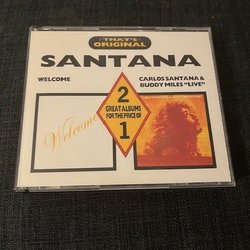 THAT'S
ORIGINAL
SANTANA
WELCOME
CARLOS SANTANA &
BUDDY MILES "LIVE"
2
GREAT ALBUMS
FOR THE PRICE OF
1
Welcome